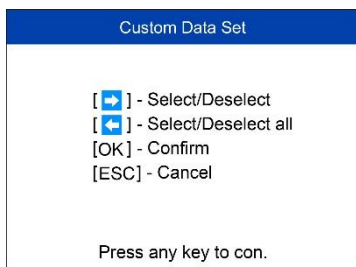 Custom Data Set
[➡] - Select/Deselect
[⬅] - Select/Deselect all
[OK] - Confirm
[ESC] - Cancel
Press any key to con.